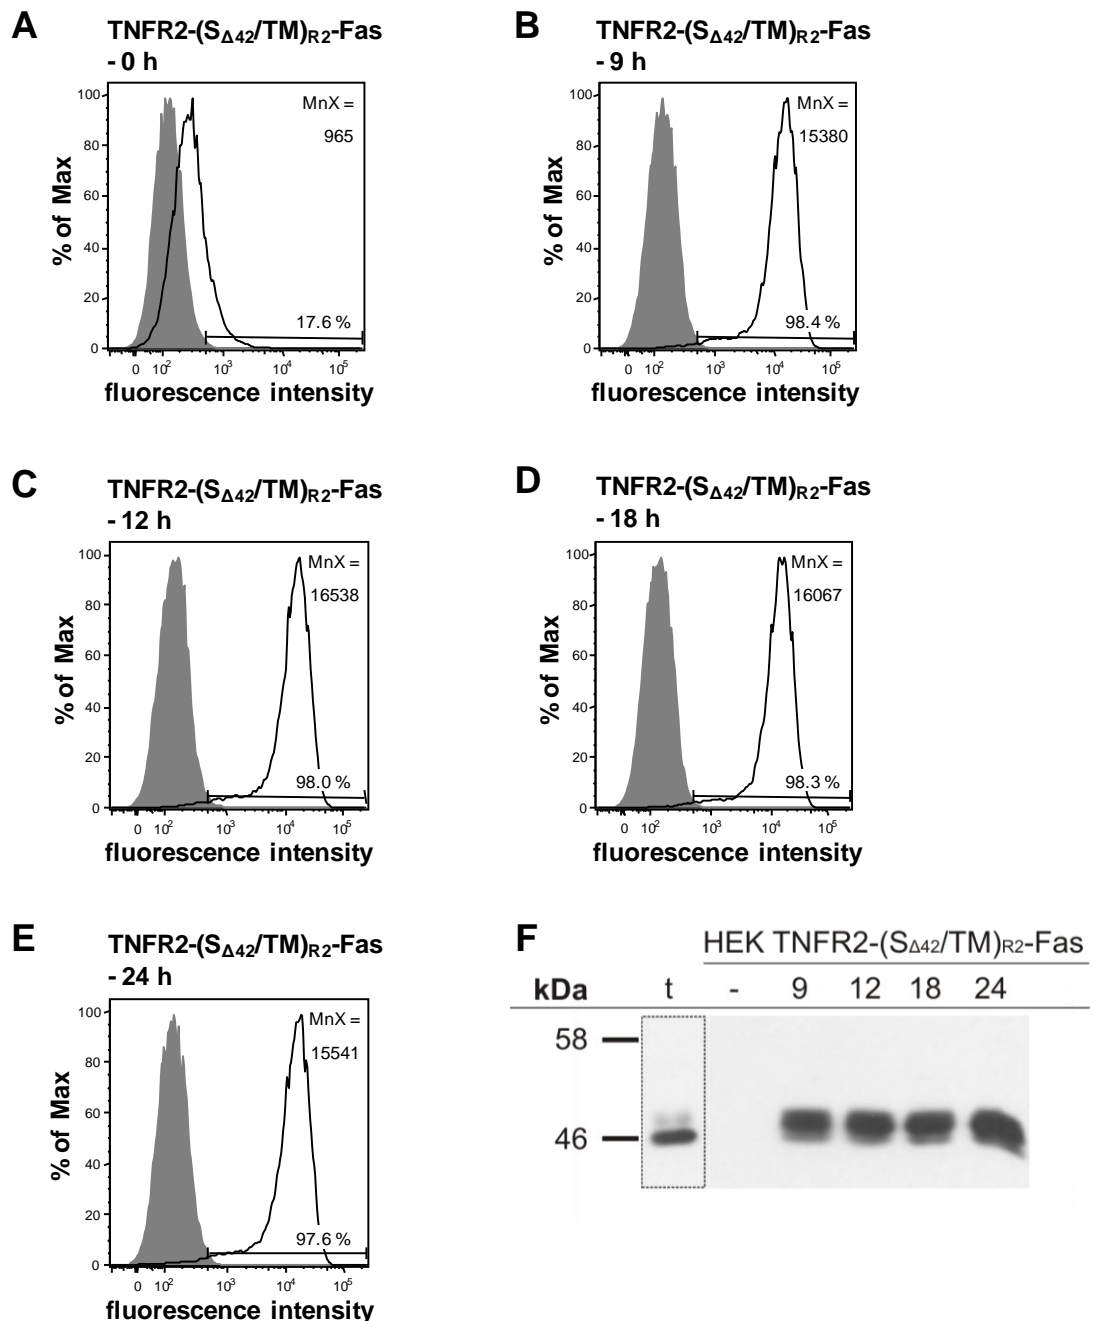 A
TNFR2-(SΔ42/TM)R2-Fas
- 0 h
MnX =
965
17.6 %
100
80
60
40
20
0
% of Max
0 10² 10³ 10⁴ 10⁵
fluorescence intensity
B
TNFR2-(SΔ42/TM)R2-Fas
- 9 h
MnX =
15380
98.4 %
100
80
60
40
20
0
% of Max
0 10² 10³ 10⁴ 10⁵
fluorescence intensity
C
TNFR2-(SΔ42/TM)R2-Fas
- 12 h
MnX =
16538
98.0 %
100
80
60
40
20
0
% of Max
0 10² 10³ 10⁴ 10⁵
fluorescence intensity
D
TNFR2-(SΔ42/TM)R2-Fas
- 18 h
MnX =
16067
98.3 %
100
80
60
40
20
0
% of Max
0 10² 10³ 10⁴ 10⁵
fluorescence intensity
E
TNFR2-(SΔ42/TM)R2-Fas
- 24 h
MnX =
15541
97.6 %
100
80
60
40
20
0
% of Max
0 10² 10³ 10⁴ 10⁵
fluorescence intensity
F
HEK TNFR2-(SΔ42/TM)R2-Fas
kDa t - 9 12 18 24
58
46